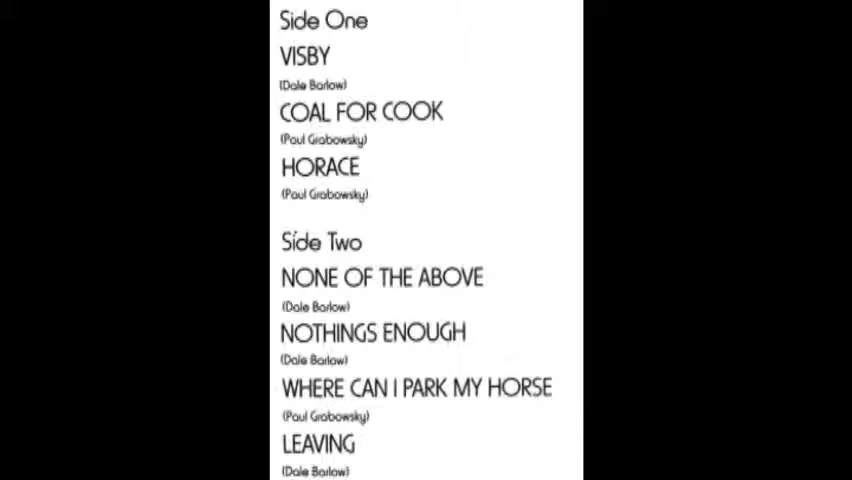 Side One
VISBY
(Dale Barlow)
COAL FOR COOK
(Paul Grabowsky)
HORACE
(Paul Grabowsky)
Side Two
NONE OF THE ABOVE
(Dale Barlow)
NOTHINGS ENOUGH
(Dale Barlow)
WHERE CAN I PARK MY HORSE
(Paul Grabowsky)
LEAVING
(Dale Barlow)